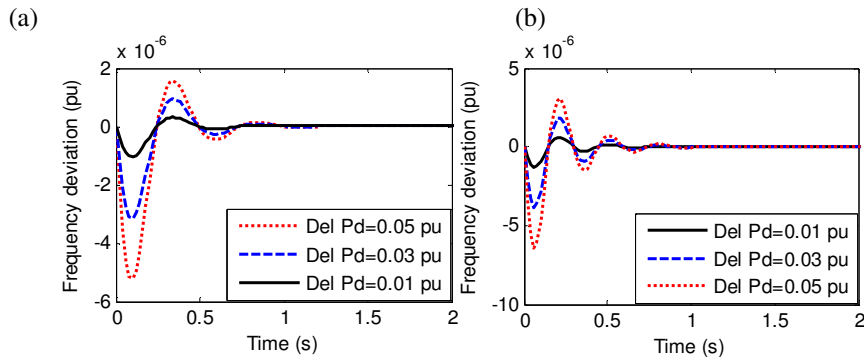 (a)
x 10-6
Frequency deviation (pu)
2
0
-2
-4
-6
0
0.5
1
1.5
2
Time (s)
Del Pd=0.05 pu
Del Pd=0.03 pu
Del Pd=0.01 pu
(b)
x 10-6
Frequency deviation (pu)
5
0
-5
-10
0
0.5
1
1.5
2
Time (s)
Del Pd=0.01 pu
Del Pd=0.03 pu
Del Pd=0.05 pu